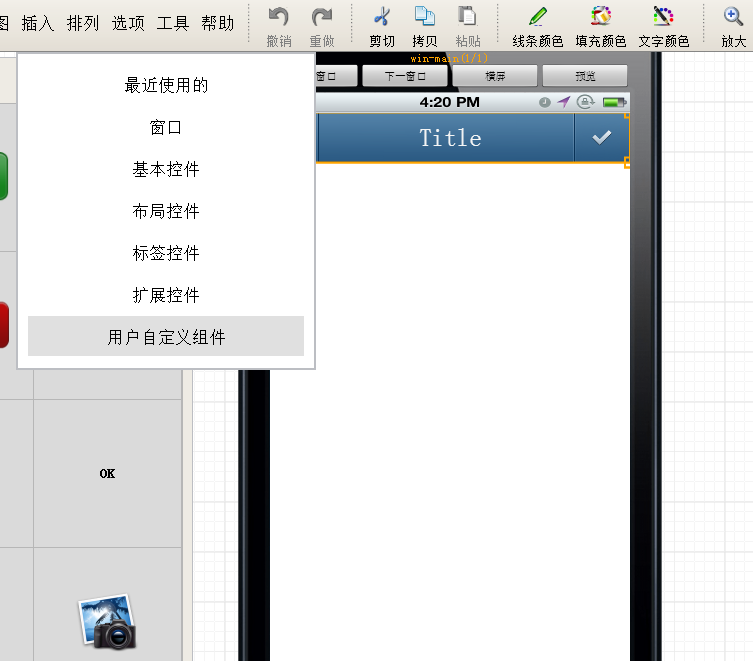 图 插入 排列 选项 工具 帮助
撤销 重做 剪切 拷贝 粘贴 线条颜色 填充颜色 文字颜色 放大
win-main(1/1)
窗口 下一窗口 横屏 预览
4:20 PM
Title
最近使用的
窗口
基本控件
布局控件
标签控件
扩展控件
用户自定义组件
OK